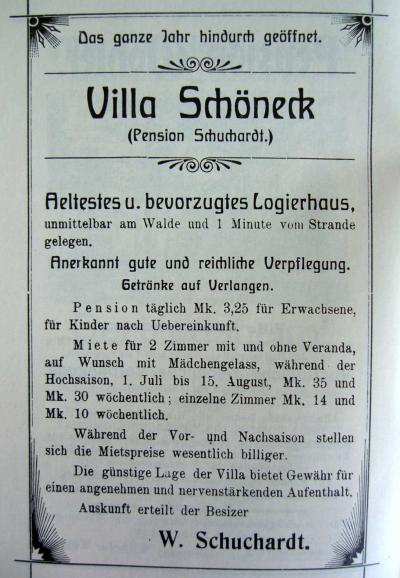 Das ganze Jahr hindurch geöffnet.
Villa Schöneck
(Pension Schuchardt.)
Aeltestes u. bevorzugtes Logierhaus,
unmittelbar am Walde und 1 Minute vom Strande
gelegen.
Anerkannt gute und reichliche Verpflegung.
Getränke auf Verlangen.
Pension täglich Mk. 3,25 für Erwachsene,
für Kinder nach Uebereinkunft.
Miete für 2 Zimmer mit und ohne Veranda,
auf Wunsch mit Mädchengelass, während der
Hochsaison, 1. Juli bis 15. August, Mk. 35 und
Mk. 30 wöchentlich; einzelne Zimmer Mk. 14 und
Mk. 10 wöchentlich.
Während der Vor- und Nachsaison stellen
sich die Mietspreise wesentlich billiger.
Die günstige Lage der Villa bietet Gewähr für
einen angenehmen und nervenstärkenden Aufenthalt.
Auskunft erteilt der Besizer
W. Schuchardt.